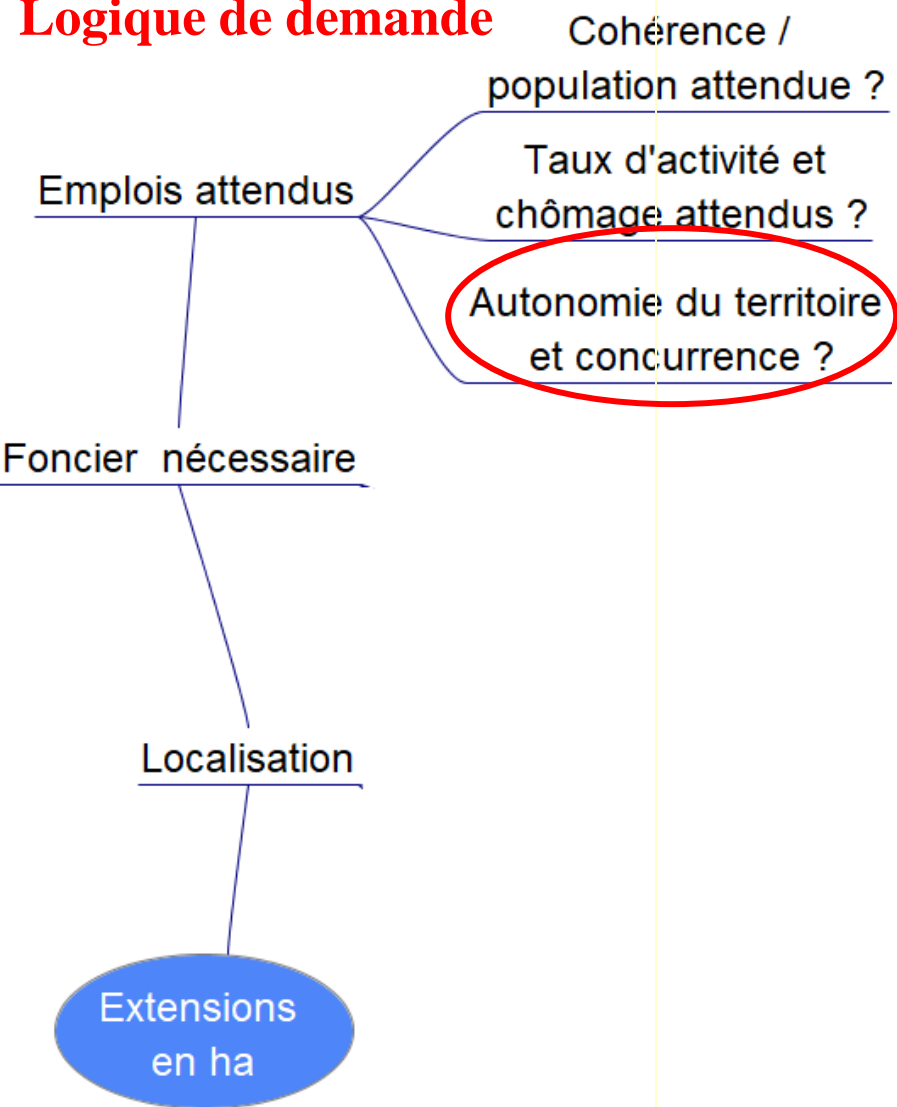 Logique de demande
Cohérence /
population attendue ?
Emplois attendus
Taux d'activité et
chômage attendus ?
Autonomie du territoire
et concurrence ?
Foncier nécessaire
Localisation
Extensions
en ha